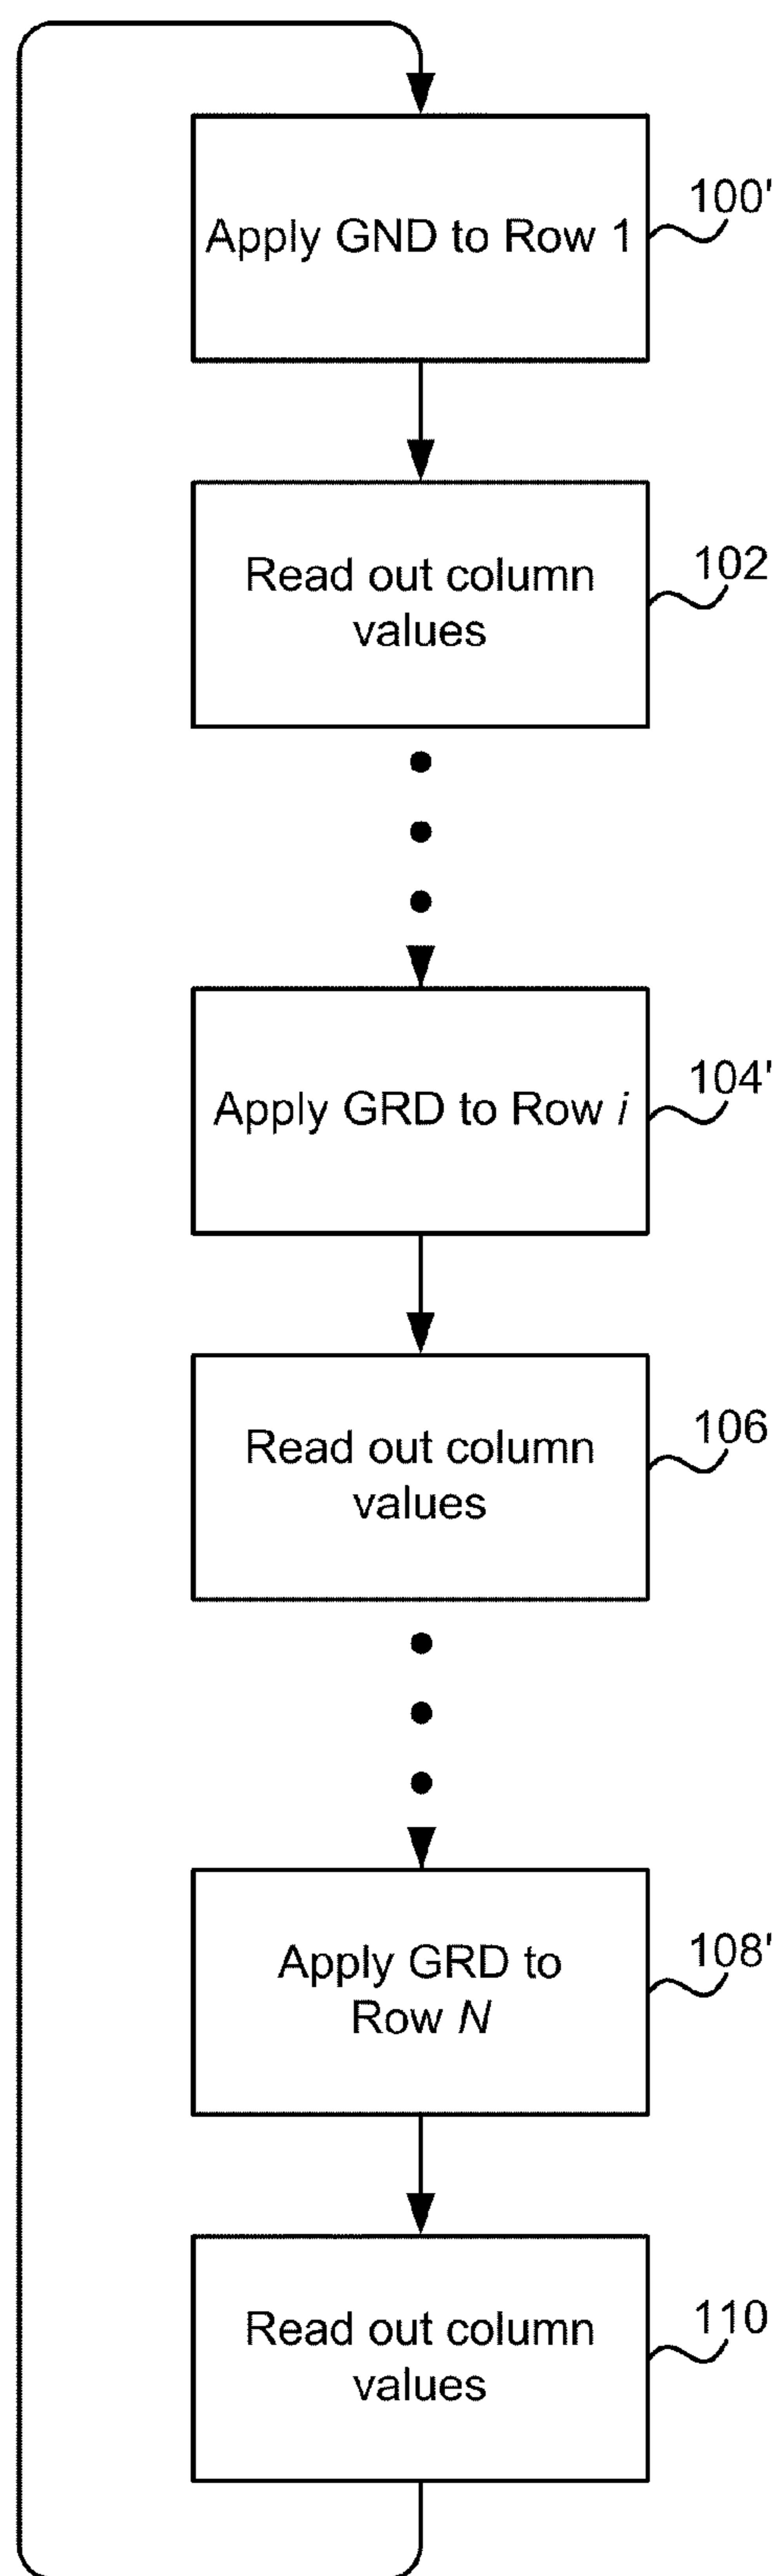 Apply GND to Row 1
100'
Read out column
values
102
Apply GRD to Row i
104'
Read out column
values
106
Apply GRD to
Row N
108'
Read out column
values
110